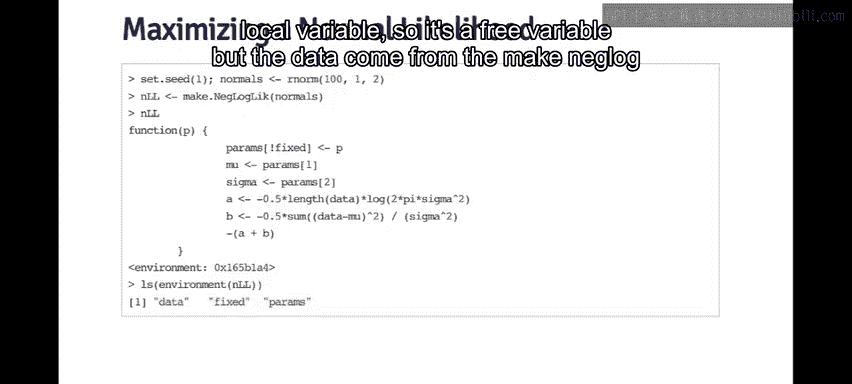 Maximizing a Normal Likelihood
local variable, so it's a free variable
but the data come from the make neglog
> set.seed(1); normals <- rnorm(100, 1, 2)
> nLL <- make.NegLogLik(normals)
> nLL
function(p) {
params[!fixed] <- p
mu <- params[1]
sigma <- params[2]
a <- -0.5*length(data)*log(2*pi*sigma^2)
b <- -0.5*sum((data-mu)^2) / (sigma^2)
-(a + b)
}
<environment: 0x165b1a4>
> ls(environment(nLL))
[1] "data" "fixed" "params"